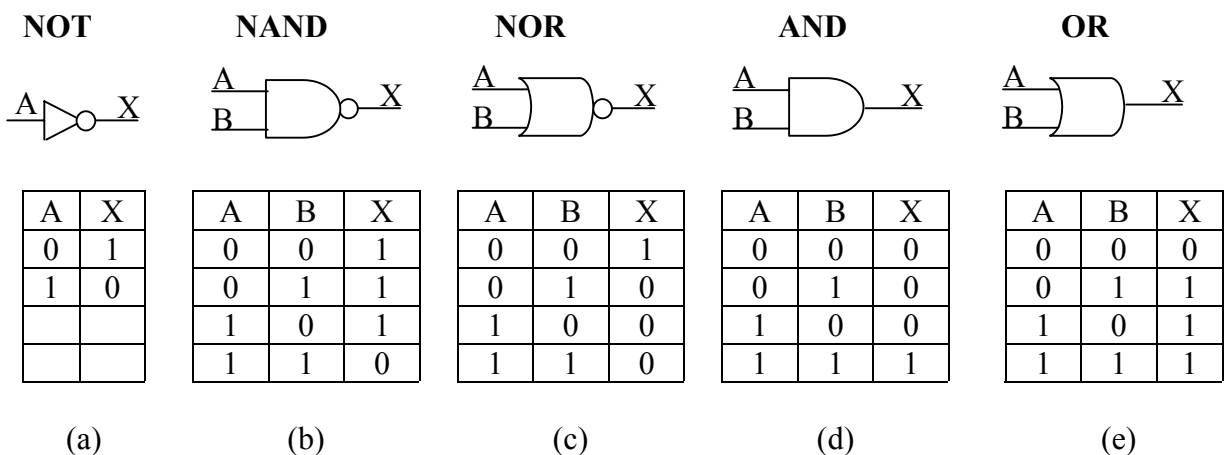 NOT NAND NOR AND OR
A X A B X A B X A B X A B X
A X A B X A B X A B X A B X
0 1 0 0 1 0 0 1 0 0 0 0 0 0
1 0 0 1 1 0 1 0 0 1 0 0 1 1
1 0 1 1 0 0 1 0 0 1 0 1
1 1 0 1 1 0 1 1 1 1 1 1
(a) (b) (c) (d) (e)